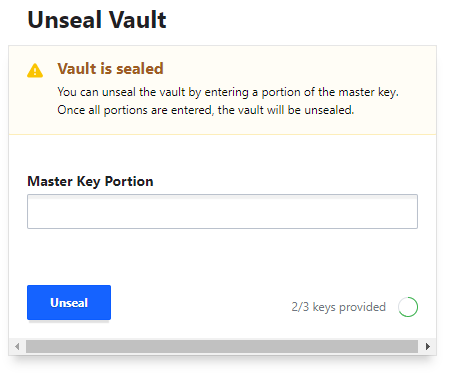 Unseal Vault
Vault is sealed
You can unseal the vault by entering a portion of the master key.
Once all portions are entered, the vault will be unsealed.
Master Key Portion
Unseal
2/3 keys provided